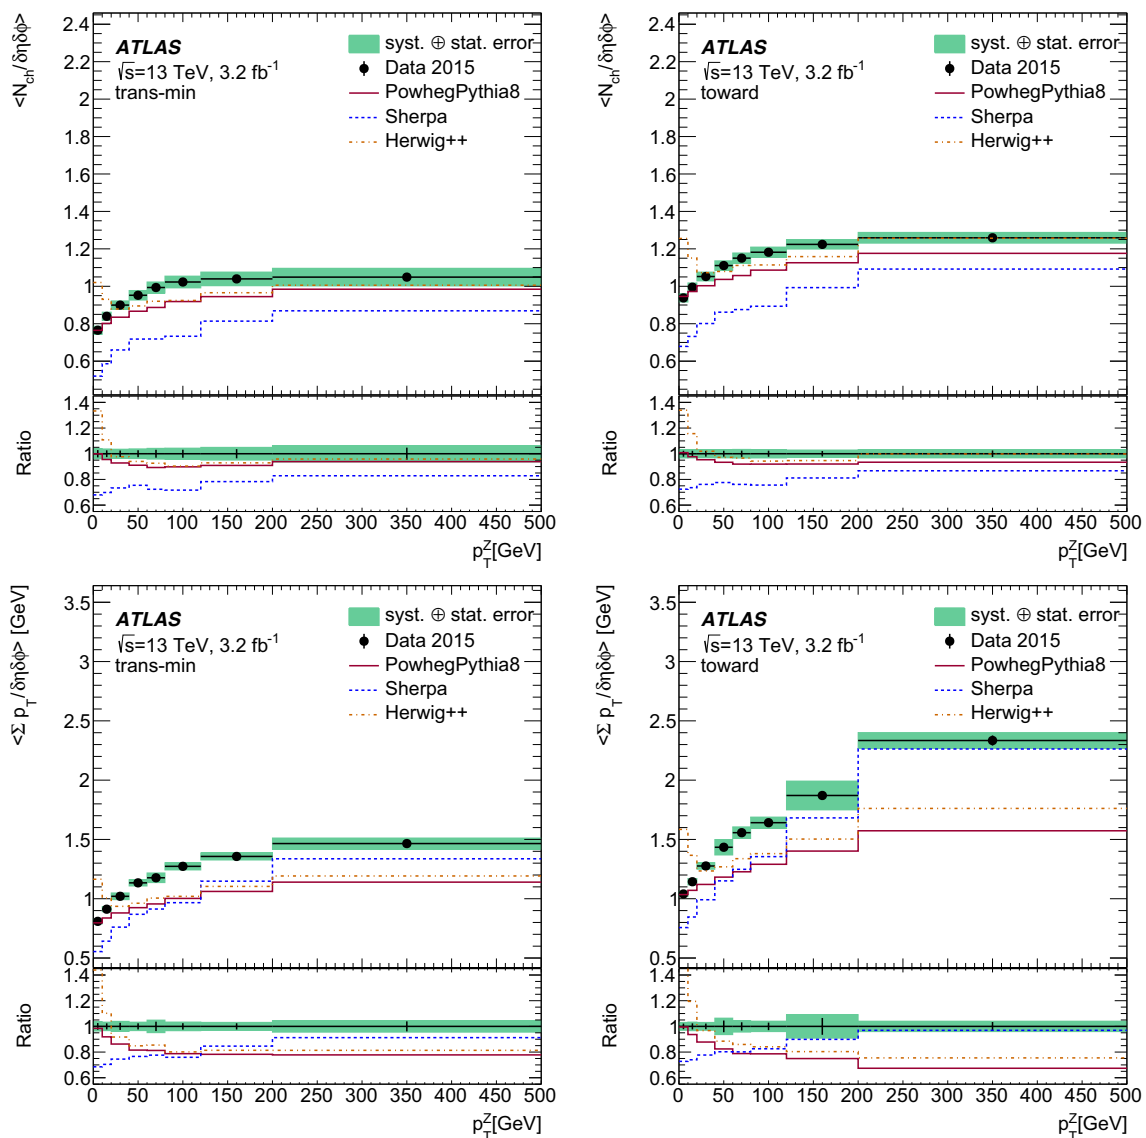 <N_ch/δηδφ>
2.4
2.2
2
1.8
1.6
1.4
1.2
1
0.8
0.6
ATLAS
√s=13 TeV, 3.2 fb⁻¹
trans-min
syst. ⊕ stat. error
Data 2015
PowhegPythia8
Sherpa
Herwig++
Ratio
1.4
1.2
1
0.8
0.6
0 50 100 150 200 250 300 350 400 450 500
p_T^Z[GeV]
<N_ch/δηδφ>
2.4
2.2
2
1.8
1.6
1.4
1.2
1
0.8
0.6
ATLAS
√s=13 TeV, 3.2 fb⁻¹
toward
syst. ⊕ stat. error
Data 2015
PowhegPythia8
Sherpa
Herwig++
Ratio
1.4
1.2
1
0.8
0.6
0 50 100 150 200 250 300 350 400 450 500
p_T^Z[GeV]
<Σ p_T/δηδφ> [GeV]
3.5
3
2.5
2
1.5
1
0.5
ATLAS
√s=13 TeV, 3.2 fb⁻¹
trans-min
syst. ⊕ stat. error
Data 2015
PowhegPythia8
Sherpa
Herwig++
Ratio
1.4
1.2
1
0.8
0.6
0 50 100 150 200 250 300 350 400 450 500
p_T^Z[GeV]
<Σ p_T/δηδφ> [GeV]
3.5
3
2.5
2
1.5
1
0.5
ATLAS
√s=13 TeV, 3.2 fb⁻¹
toward
syst. ⊕ stat. error
Data 2015
PowhegPythia8
Sherpa
Herwig++
Ratio
1.4
1.2
1
0.8
0.6
0 50 100 150 200 250 300 350 400 450 500
p_T^Z[GeV]